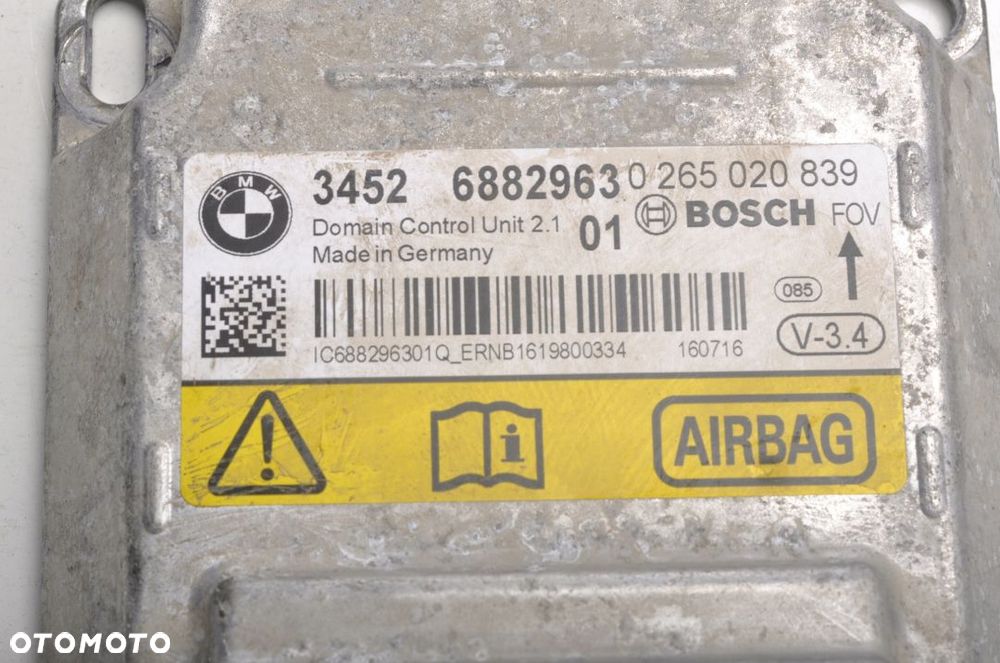 BMW
3452 6882963 0 265 020 839
Domain Control Unit 2.1 01 BOSCH FOV
Made in Germany
085
IC688296301Q_ERNB1619800334 160716 V-3.4
i AIRBAG
OTOMOTO